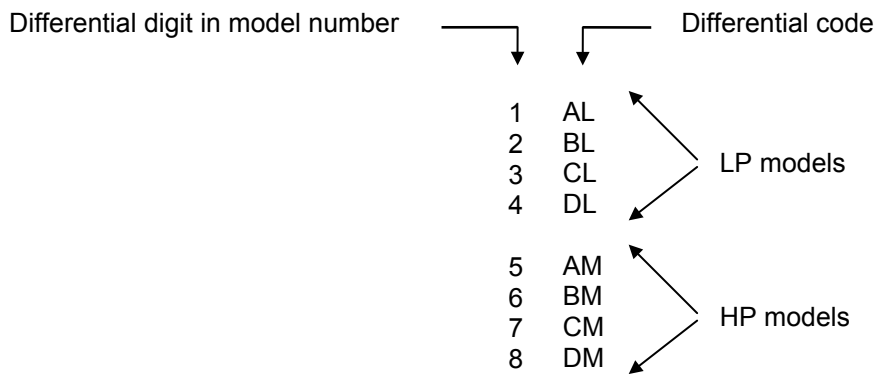 Differential digit in model number Differential code
1 AL
2 BL
3 CL
4 DL
LP models
5 AM
6 BM
7 CM
8 DM
HP models